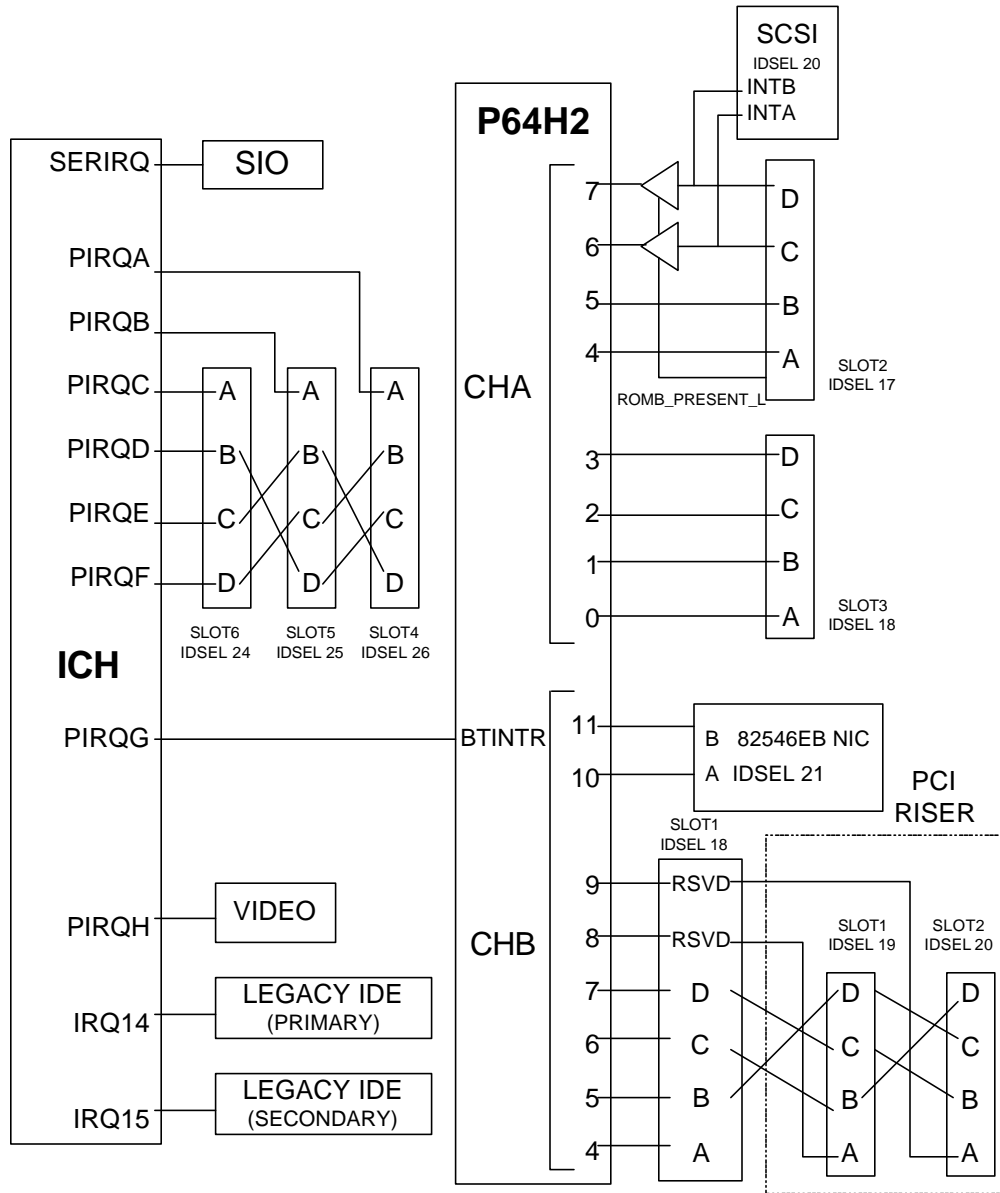 SCSI
IDSEL 20
INTB
INTA
P64H2
SERIRQ
SIO
7
D
PIRQA
6
C
5
B
PIRQB
4
A
SLOT2
IDSEL 17
PIRQC
A
A
A
CHA
ROMB_PRESENT_L
PIRQD
B
B
B
3
D
PIRQE
C
C
C
2
C
PIRQF
D
D
D
1
B
SLOT6
IDSEL 24
SLOT5
IDSEL 25
SLOT4
IDSEL 26
0
A
SLOT3
IDSEL 18
ICH
PIRQG
BTINTR
11
B 82546EB NIC
10
A IDSEL 21
PCI
RISER
SLOT1
IDSEL 18
9
RSVD
PIRQH
VIDEO
CHB
8
RSVD
SLOT1
IDSEL 19
SLOT2
IDSEL 20
7
D
D
D
IRQ14
LEGACY IDE
(PRIMARY)
6
C
C
C
IRQ15
LEGACY IDE
(SECONDARY)
5
B
B
B
4
A
A
A